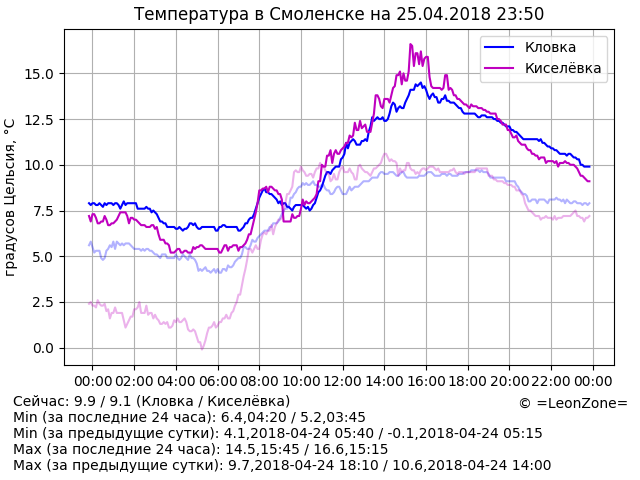 Температура в Смоленске на 25.04.2018 23:50
Кловка
Киселёвка
градусов Цельсия, °C
15.0
12.5
10.0
7.5
5.0
2.5
0.0
00:00 02:00 04:00 06:00 08:00 10:00 12:00 14:00 16:00 18:00 20:00 22:00 00:00
Сейчас: 9.9 / 9.1 (Кловка / Киселёвка)
© =LeonZone=
Min (за последние 24 часа): 6.4,04:20 / 5.2,03:45
Min (за предыдущие сутки): 4.1,2018-04-24 05:40 / -0.1,2018-04-24 05:15
Max (за последние 24 часа): 14.5,15:45 / 16.6,15:15
Max (за предыдущие сутки): 9.7,2018-04-24 18:10 / 10.6,2018-04-24 14:00